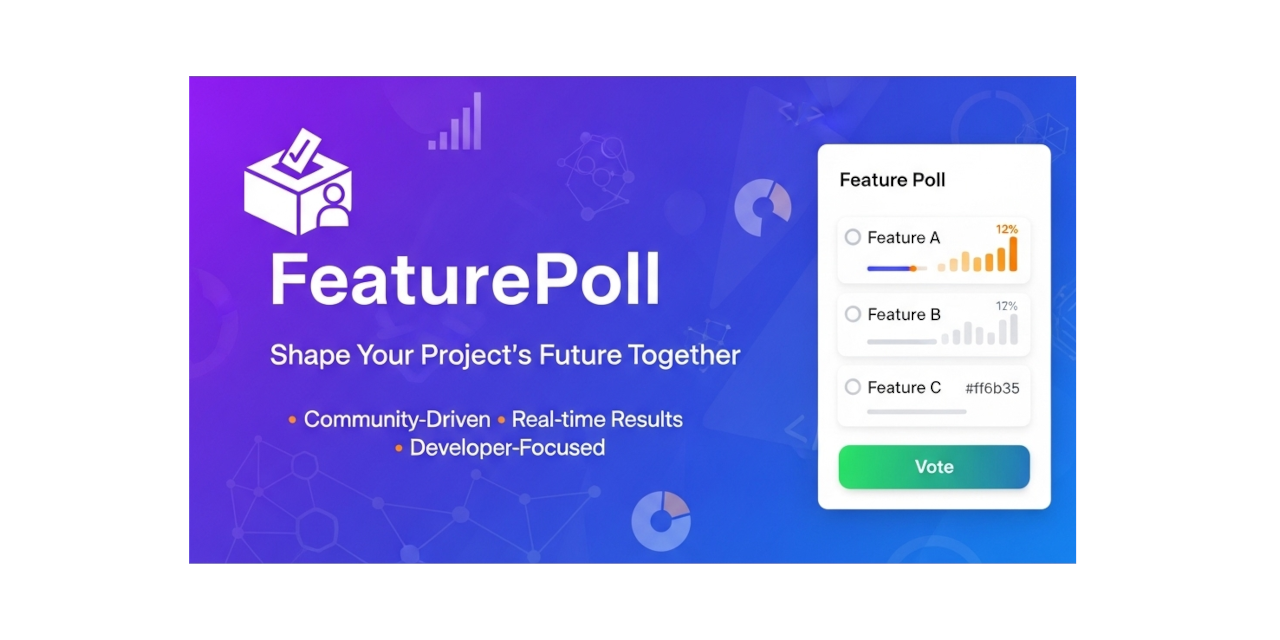 FeaturePoll
Shape Your Project's Future Together
• Community-Driven • Real-time Results
• Developer-Focused
Feature Poll
Feature A
12%
Feature B
12%
Feature C #ff6b35
Vote